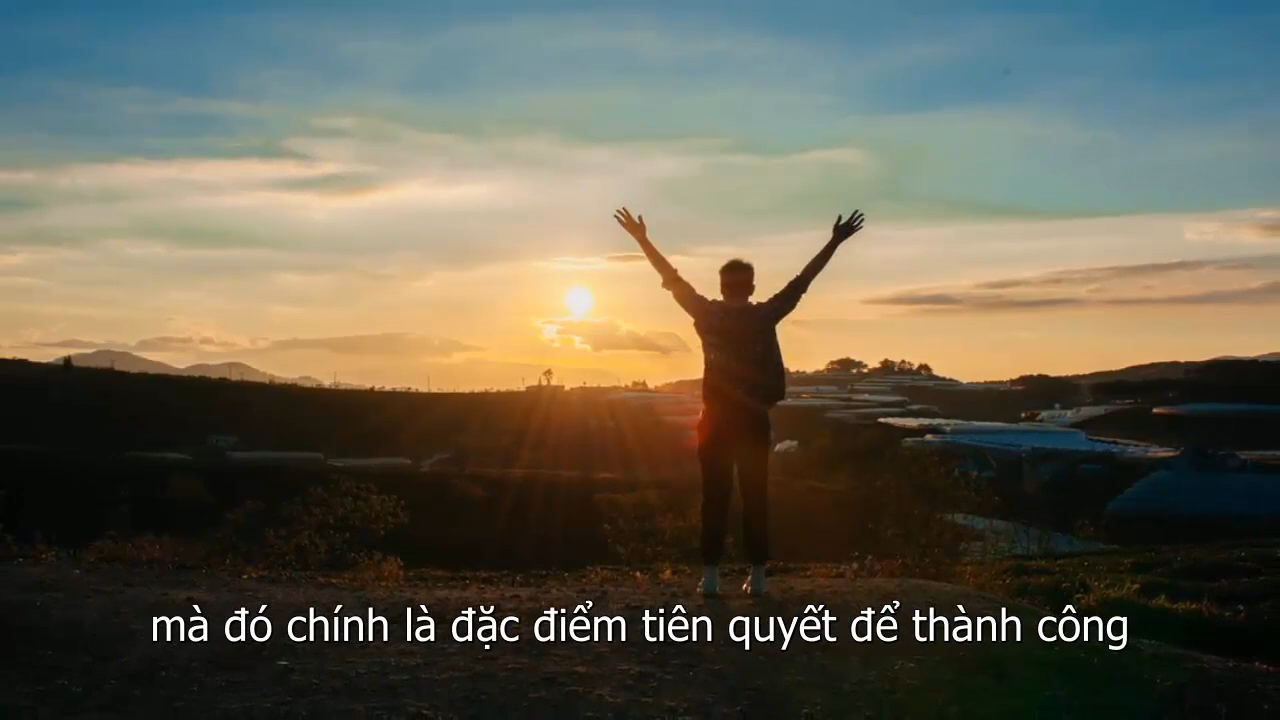 mà đó chính là đặc điểm tiên quyết để thành công